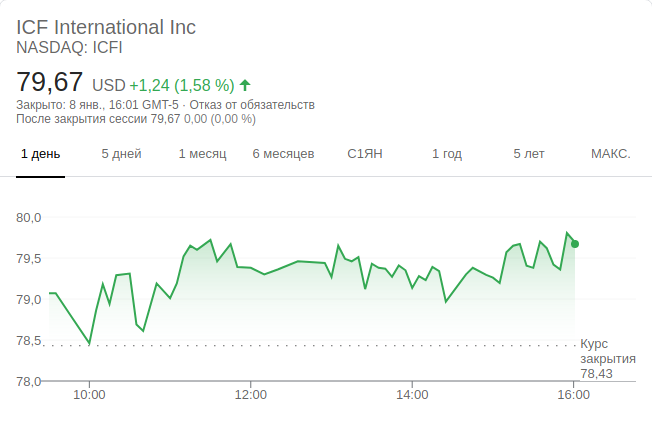 ICF International Inc
NASDAQ: ICFI
79,67 USD +1,24 (1,58 %)
Закрыто: 8 янв., 16:01 GMT-5 · Отказ от обязательств
После закрытия сессии 79,67 0,00 (0,00 %)
1 день 5 дней 1 месяц 6 месяцев С1ЯН 1 год 5 лет МАКС.
80,0
79,5
79,0
78,5
Курс
закрытия
78,43
78,0
10:00 12:00 14:00 16:00